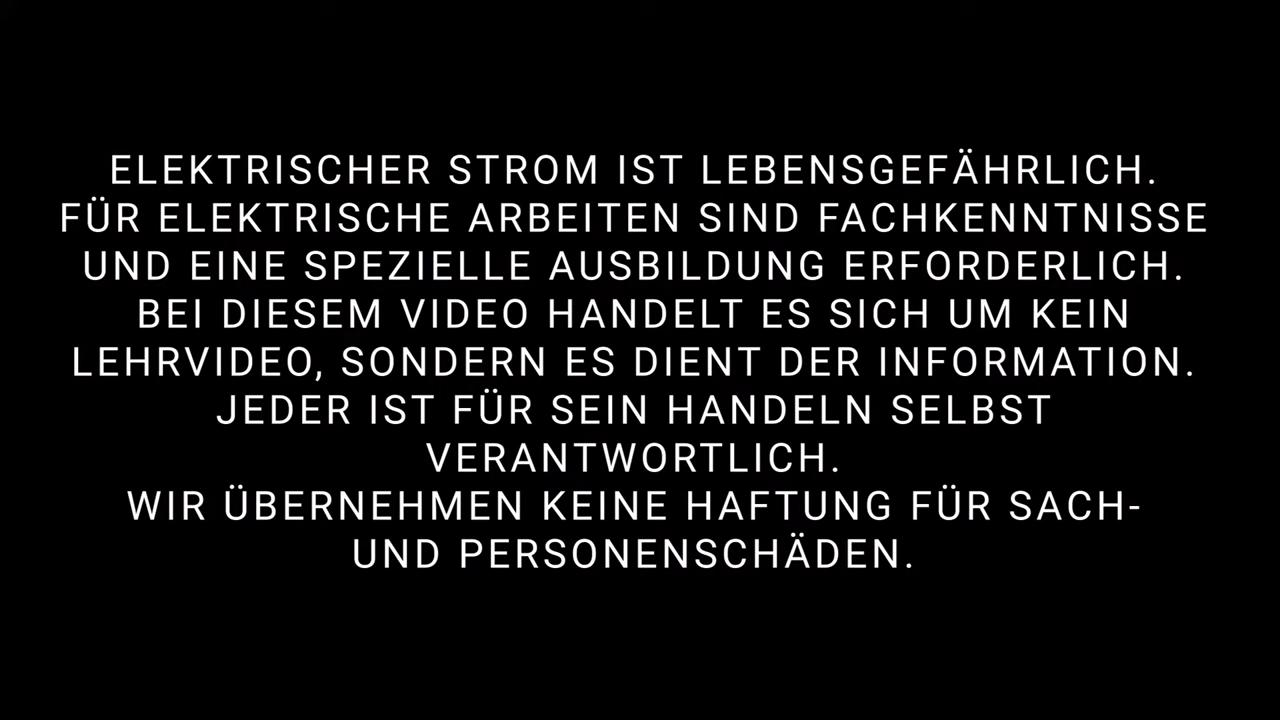 ELEKTRISCHER STROM IST LEBENSGEFÄHRLICH.
FÜR ELEKTRISCHE ARBEITEN SIND FACHKENNTNISSE
UND EINE SPEZIELLE AUSBILDUNG ERFORDERLICH.
BEI DIESEM VIDEO HANDELT ES SICH UM KEIN
LEHRVIDEO, SONDERN ES DIENT DER INFORMATION.
JEDER IST FÜR SEIN HANDELN SELBST
VERANTWORTLICH.
WIR ÜBERNEHMEN KEINE HAFTUNG FÜR SACH-
UND PERSONENSCHÄDEN.